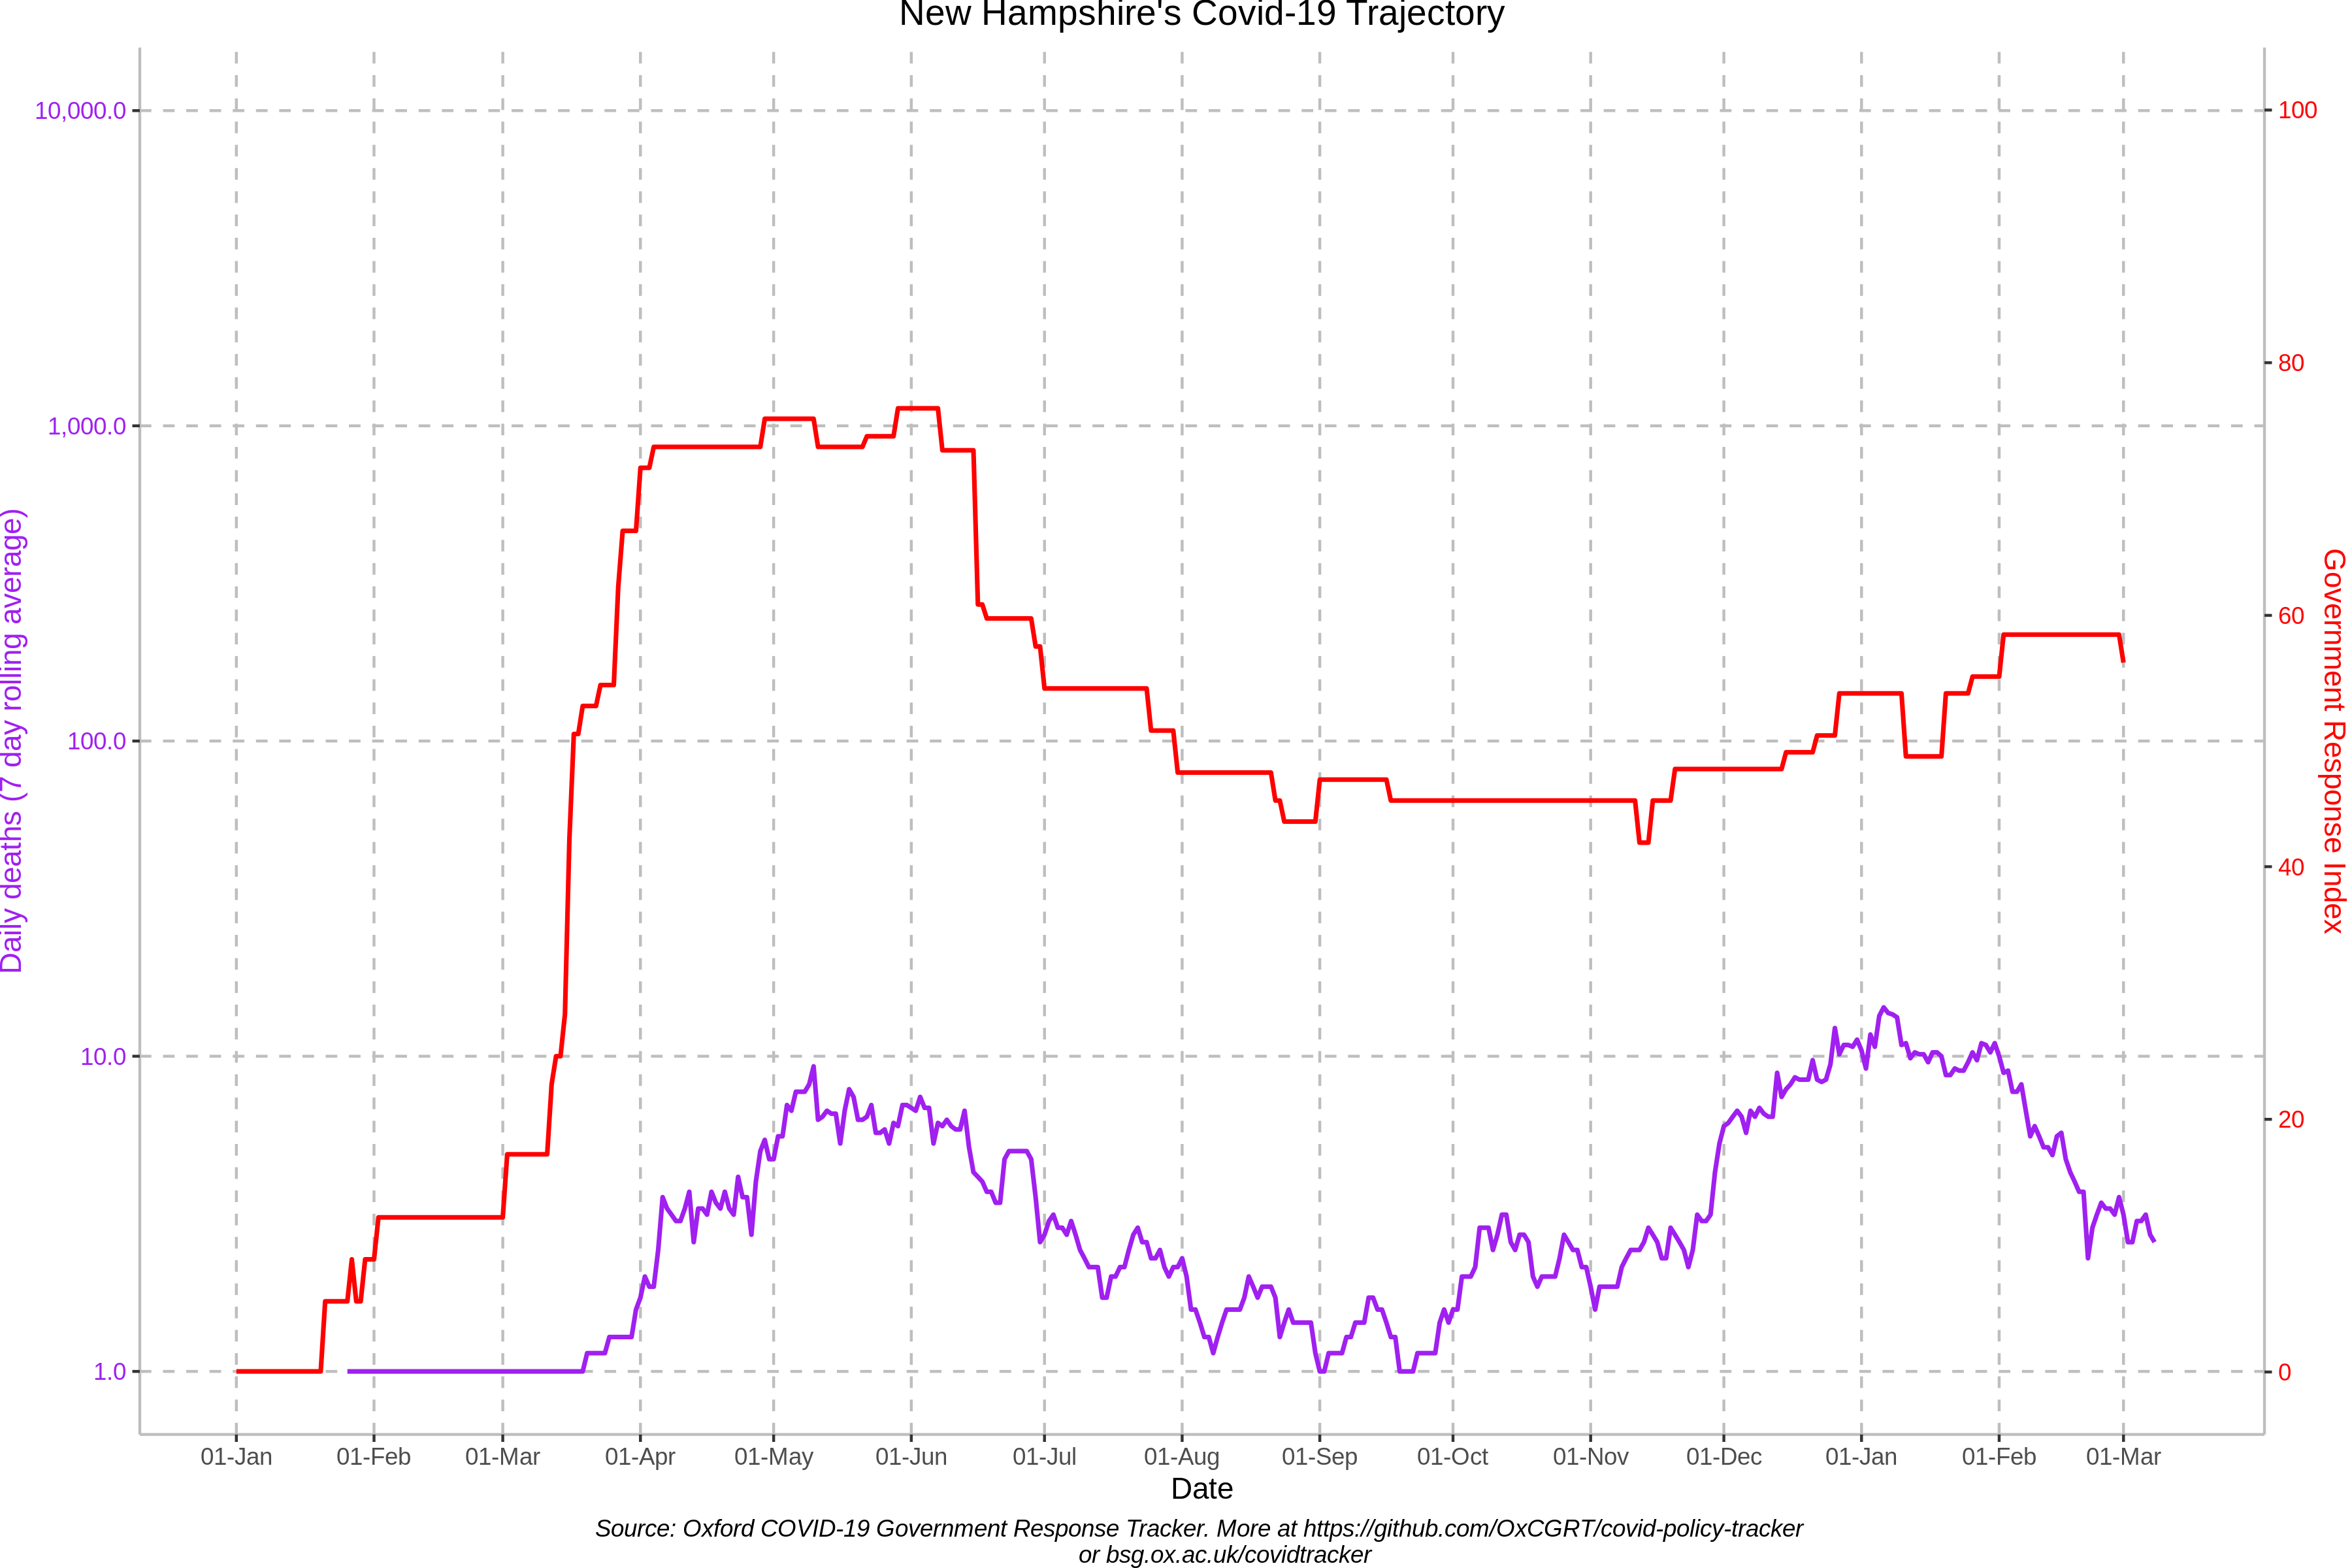 New Hampshire's Covid-19 Trajectory
10,000.0
1,000.0
100.0
10.0
1.0
Daily deaths (7 day rolling average)
100
80
60
40
20
0
Government Response Index
01-Jan 01-Feb 01-Mar 01-Apr 01-May 01-Jun 01-Jul 01-Aug 01-Sep 01-Oct 01-Nov 01-Dec 01-Jan 01-Feb 01-Mar
Date
Source: Oxford COVID-19 Government Response Tracker. More at https://github.com/OxCGRT/covid-policy-tracker
or bsg.ox.ac.uk/covidtracker